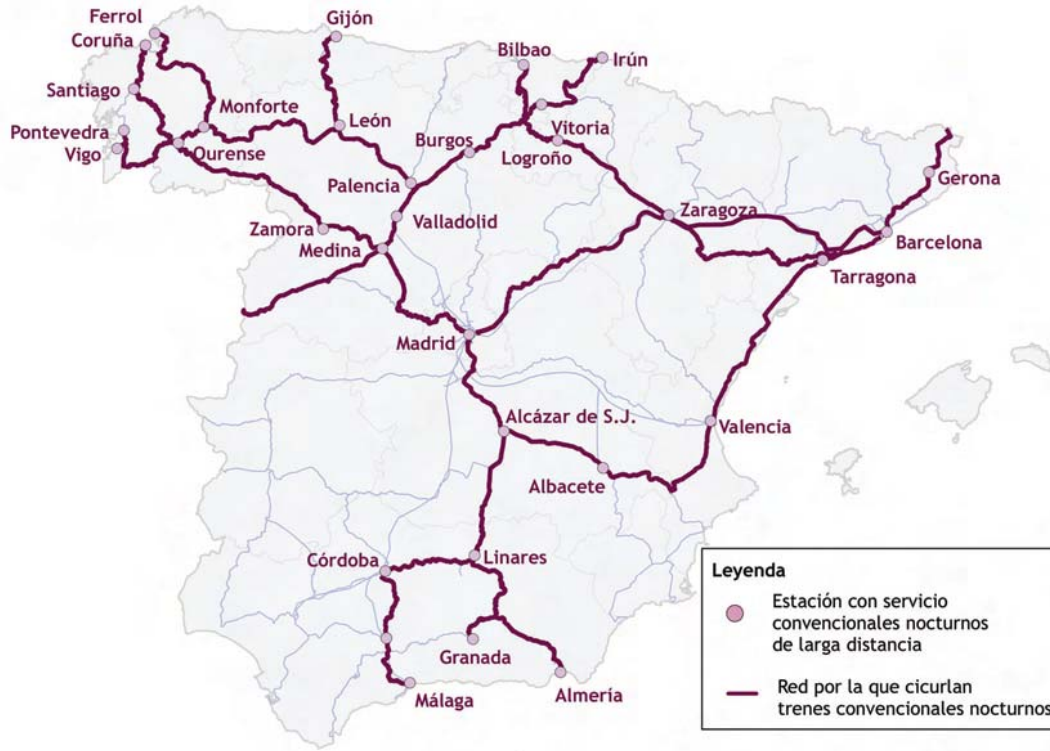 Ferrol
Gijón
Coruña
Bilbao
Irún
Santiago
Monforte
León
Pontevedra
Vitoria
Burgos
Vigo
Ourense
Logroño
Gerona
Palencia
Zaragoza
Valladolid
Zamora
Barcelona
Medina
Tarragona
Madrid
Alcázar de S.J.
Valencia
Albacete
Córdoba
Linares
Granada
Almería
Málaga
Leyenda
Estación con servicio
convencionales nocturnos
de larga distancia
Red por la que cicurlan
trenes convencionales nocturnos